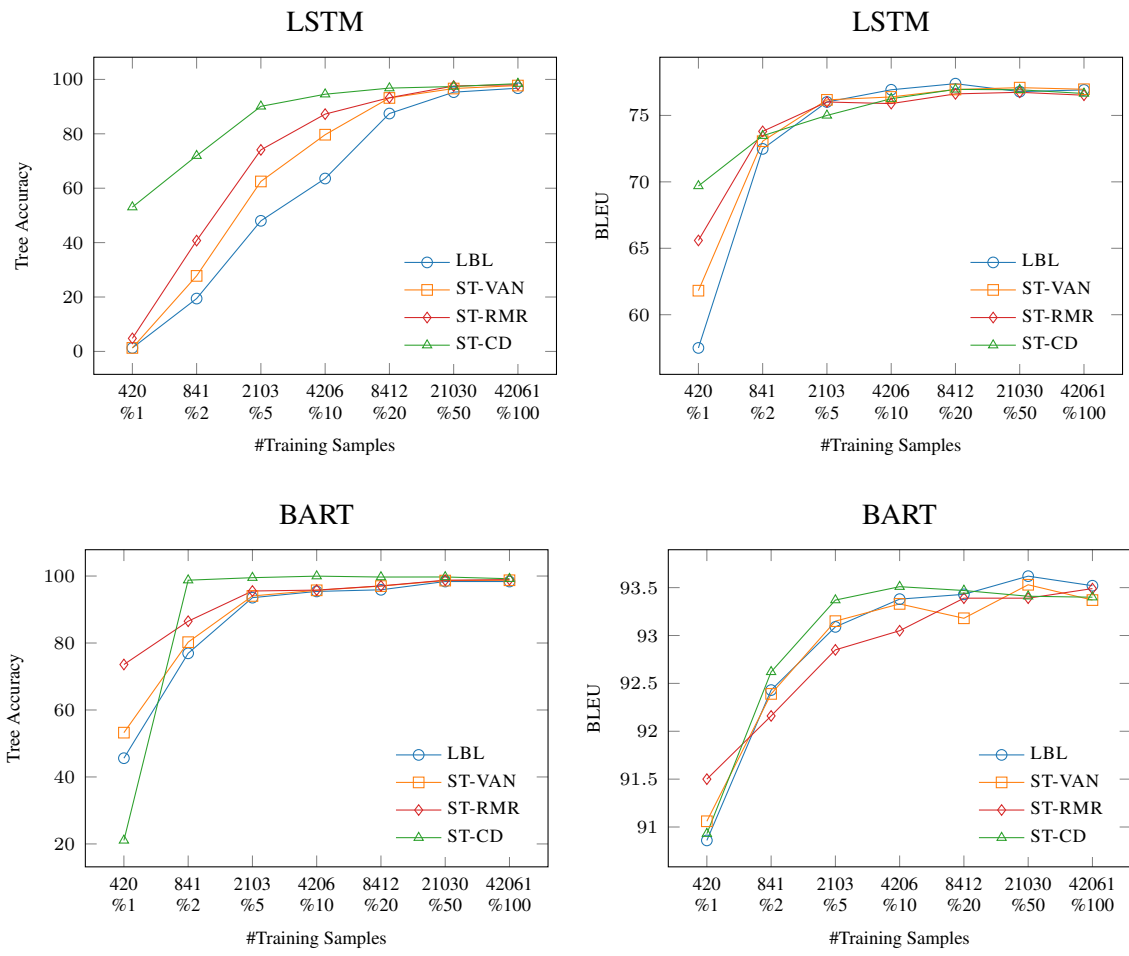 LSTM
100
80
60
40
20
0
Tree Accuracy
LBL
ST-VAN
ST-RMR
ST-CD
420 841 2103 4206 8412 21030 42061
%1 %2 %5 %10 %20 %50 %100
#Training Samples
LSTM
75
70
65
60
BLEU
LBL
ST-VAN
ST-RMR
ST-CD
420 841 2103 4206 8412 21030 42061
%1 %2 %5 %10 %20 %50 %100
#Training Samples
BART
100
80
60
40
20
Tree Accuracy
LBL
ST-VAN
ST-RMR
ST-CD
420 841 2103 4206 8412 21030 42061
%1 %2 %5 %10 %20 %50 %100
#Training Samples
BART
93.5
93
92.5
92
91.5
91
BLEU
LBL
ST-VAN
ST-RMR
ST-CD
420 841 2103 4206 8412 21030 42061
%1 %2 %5 %10 %20 %50 %100
#Training Samples